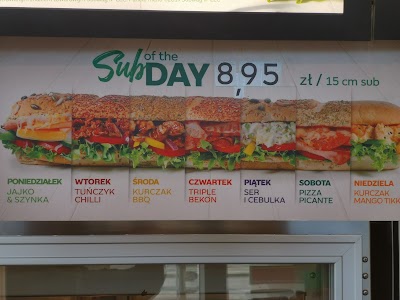 Sub of the DAY 8,95 zł / 15 cm sub
PONIEDZIAŁEK
JAJKO
& SZYNKA
WTOREK
TUŃCZYK
CHILLI
ŚRODA
KURCZAK
BBQ
CZWARTEK
TRIPLE
BEKON
PIĄTEK
SER
I CEBULKA
SOBOTA
PIZZA
PICANTE
NIEDZIELA
KURCZAK
MANGO TIKK